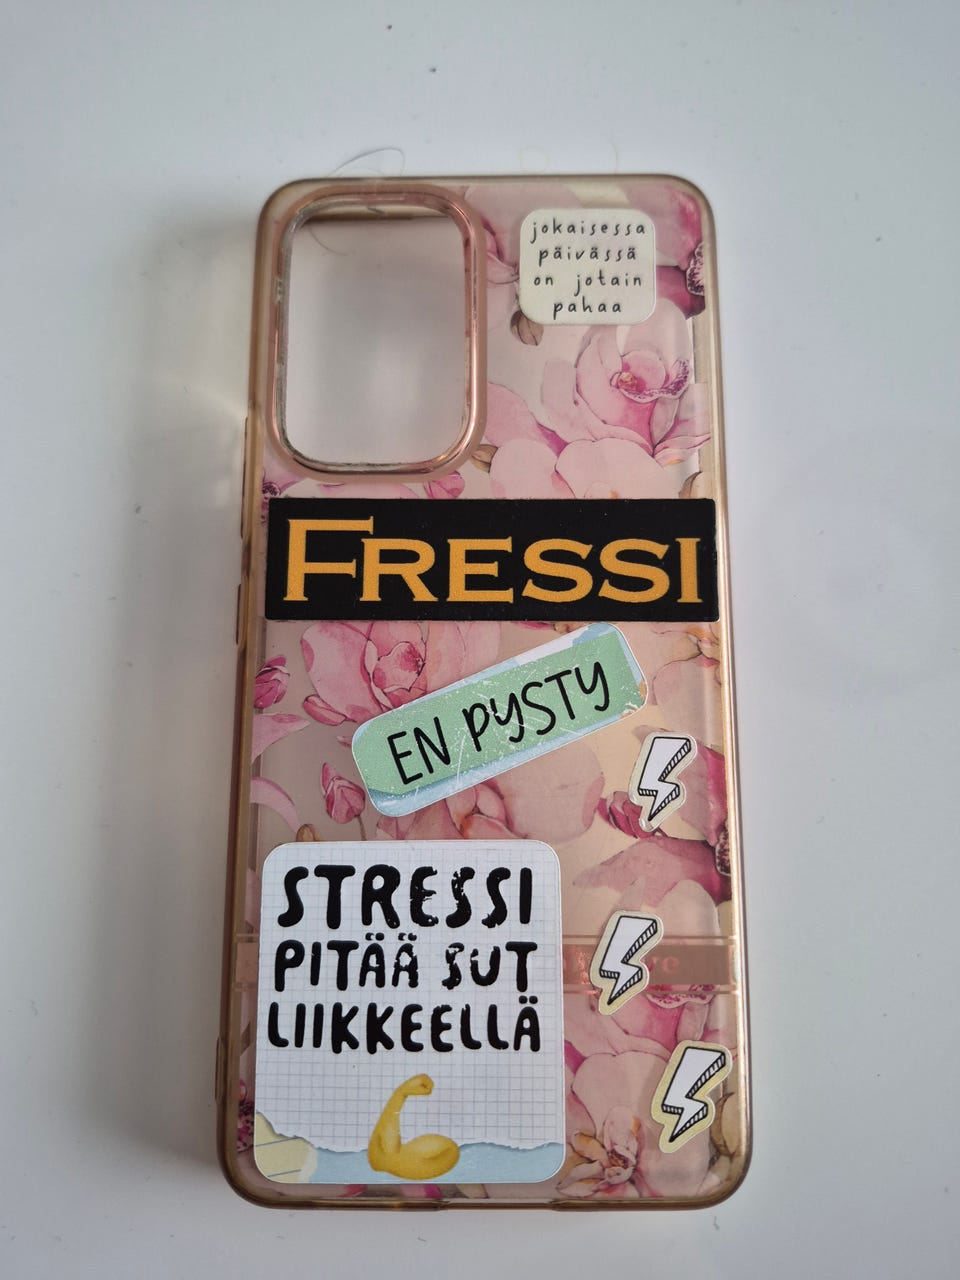 jokaisessa
päivässä
on jotain
pahaa
FRESSI
EN PYSTY
STRESSI
PITÄÄ SUT
LIIKKEELLÄ